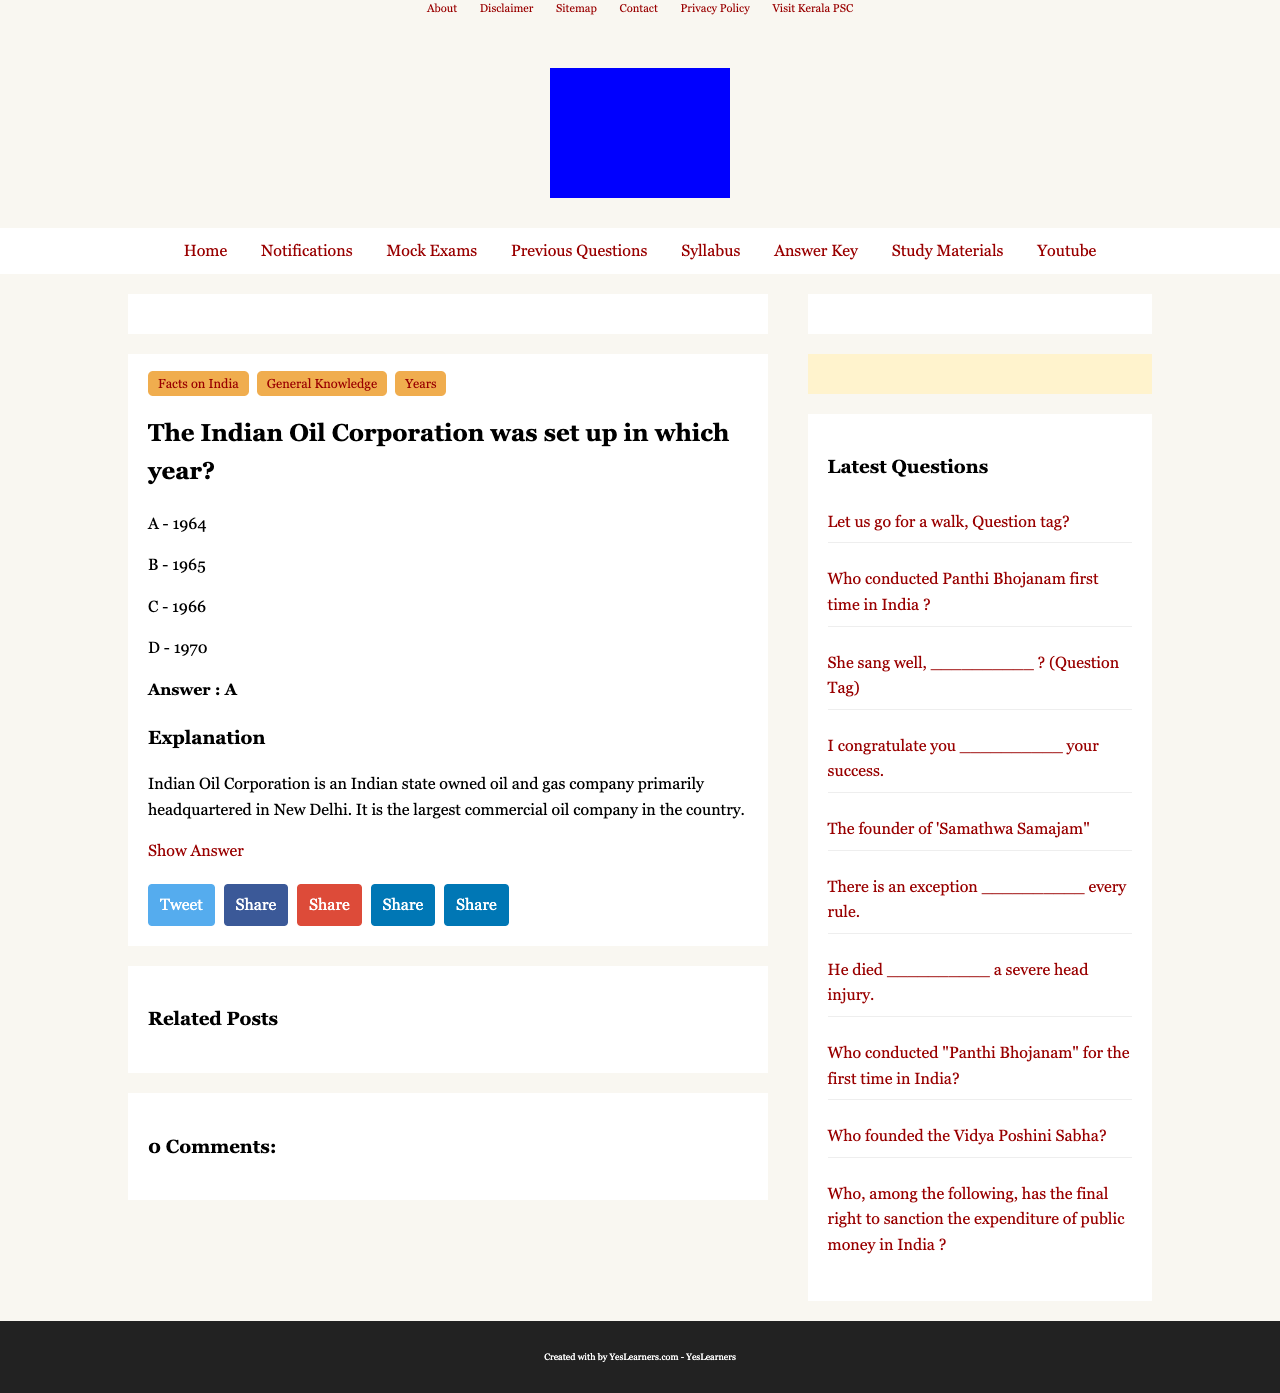 About Disclaimer Sitemap Contact Privacy Policy Visit Kerala PSC
Home Notifications Mock Exams Previous Questions Syllabus Answer Key Study Materials Youtube
Facts on India General Knowledge Years
The Indian Oil Corporation was set up in which
year?
A - 1964
B - 1965
C - 1966
D - 1970
Answer : A
Explanation
Indian Oil Corporation is an Indian state owned oil and gas company primarily
headquartered in New Delhi. It is the largest commercial oil company in the country.
Show Answer
Tweet Share Share Share Share
Related Posts
0 Comments:
Latest Questions
Let us go for a walk, Question tag?
Who conducted Panthi Bhojanam first
time in India ?
She sang well, ___________ ? (Question
Tag)
I congratulate you ___________ your
success.
The founder of 'Samathwa Samajam"
There is an exception ___________ every
rule.
He died ___________ a severe head
injury.
Who conducted "Panthi Bhojanam" for the
first time in India?
Who founded the Vidya Poshini Sabha?
Who, among the following, has the final
right to sanction the expenditure of public
money in India ?
Created with by YesLearners.com - YesLearners